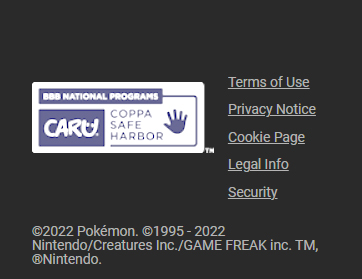 BBB NATIONAL PROGRAMS
CARU!
COPPA
SAFE
HARBOR
TM
Terms of Use
Privacy Notice
Cookie Page
Legal Info
Security
©2022 Pokémon. ©1995 - 2022
Nintendo/Creatures Inc./GAME FREAK inc. TM,
®Nintendo.